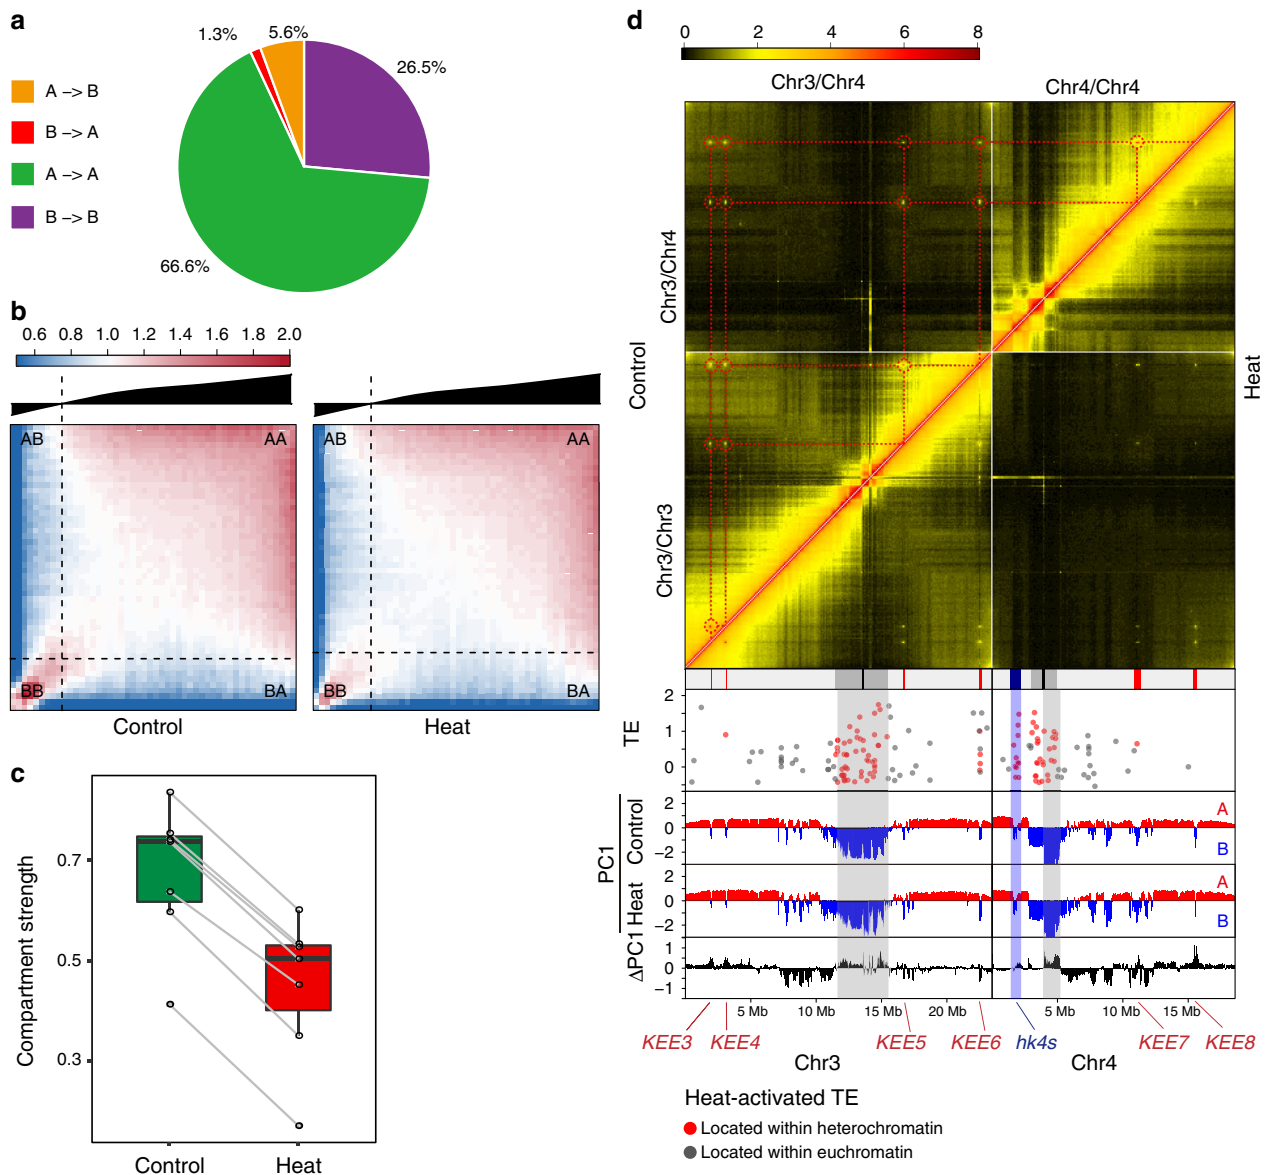 a
1.3%
5.6%
26.5%
66.6%
A –> B
B –> A
A –> A
B –> B
b
0.6 0.8 1.0 1.2 1.4 1.6 1.8 2.0
AB AA
BB BA
Control
AB AA
BB BA
Heat
c
Compartment strength
0.7
0.5
0.3
Control Heat
d
0 2 4 6 8
Chr3/Chr4 Chr4/Chr4
Chr3/Chr4
Control
Heat
Chr3/Chr3
TE
2
1
0
PC1
Control
2
0
−2
A
B
Heat
2
0
−2
A
B
ΔPC1
1
0
−1
5 Mb 10 Mb 15 Mb 20 Mb 5 Mb 10 Mb 15 Mb
KEE3 KEE4 KEE5 KEE6 hk4s KEE7 KEE8
Chr3 Chr4
Heat-activated TE
Located within heterochromatin
Located within euchromatin